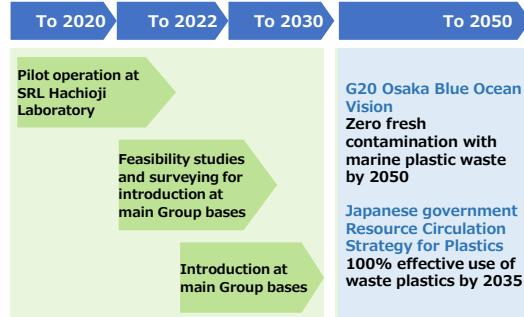 To 2020
To 2022
To 2030
To 2050
Pilot operation at
SRL Hachioji
Laboratory
Feasibility studies
and surveying for
introduction at
main Group bases
Introduction at
main Group bases
G20 Osaka Blue Ocean
Vision
Zero fresh
contamination with
marine plastic waste
by 2050
Japanese government
Resource Circulation
Strategy for Plastics
100% effective use of
waste plastics by 2035